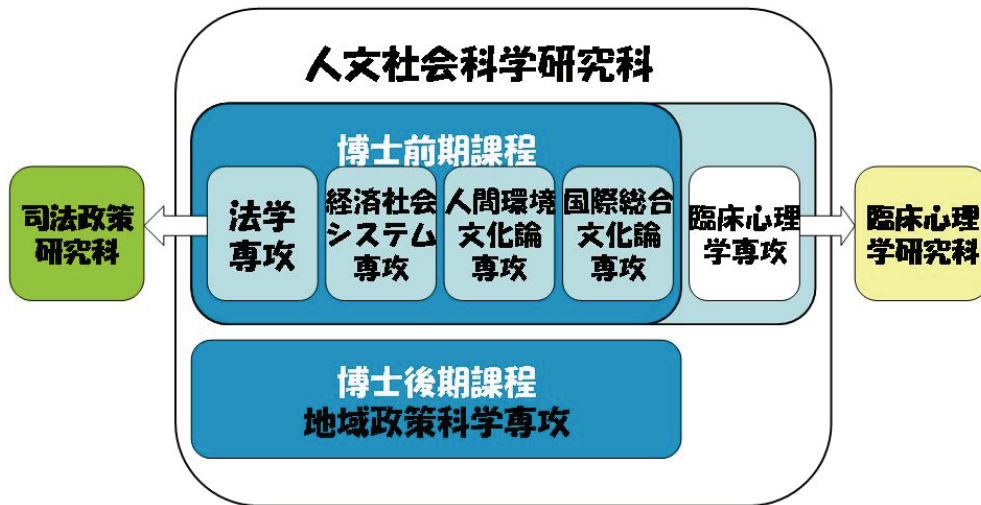 人文社会科学研究科
博士前期課程
司法政策
研究科
法学
専攻
経済社会
システム
専攻
人間環境
文化論
専攻
国際総合
文化論
専攻
臨床心理
学専攻
臨床心理
学研究科
博士後期課程
地域政策科学専攻